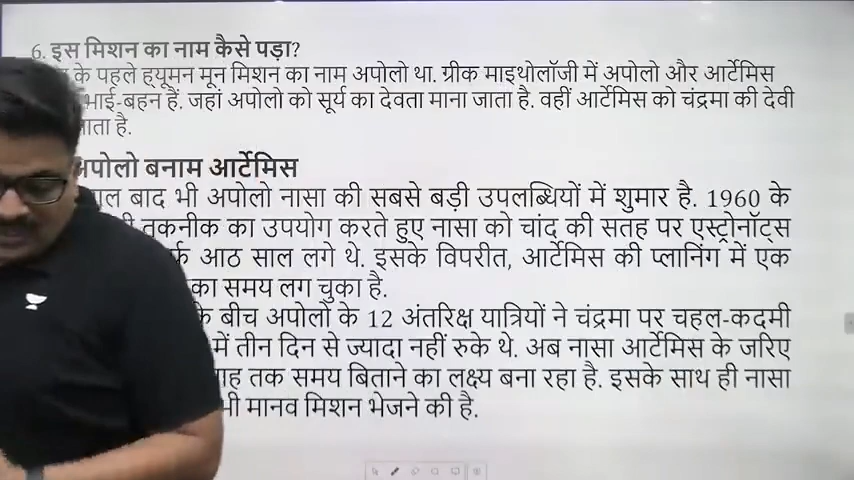 6. इस मिशन का नाम कैसे पड़ा?
के पहले ह्यूमन मून मिशन का नाम अपोलो था. ग्रीक माइथोलॉजी में अपोलो और आर्टेमिस
भाई-बहन हैं. जहां अपोलो को सूर्य का देवता माना जाता है. वहीं आर्टेमिस को चंद्रमा की देवी
है.
अपोलो बनाम आर्टेमिस
बाद भी अपोलो नासा की सबसे बड़ी उपलब्धियों में शुमार है. 1960 के
तकनीक का उपयोग करते हुए नासा को चांद की सतह पर एस्ट्रोनॉट्स
आठ साल लगे थे. इसके विपरीत, आर्टेमिस की प्लानिंग में एक
का समय लग चुका है.
के बीच अपोलो के 12 अंतरिक्ष यात्रियों ने चंद्रमा पर चहल-कदमी
में तीन दिन से ज्यादा नहीं रुके थे. अब नासा आर्टेमिस के जरिए
तक समय बिताने का लक्ष्य बना रहा है. इसके साथ ही नासा
मानव मिशन भेजने की है.